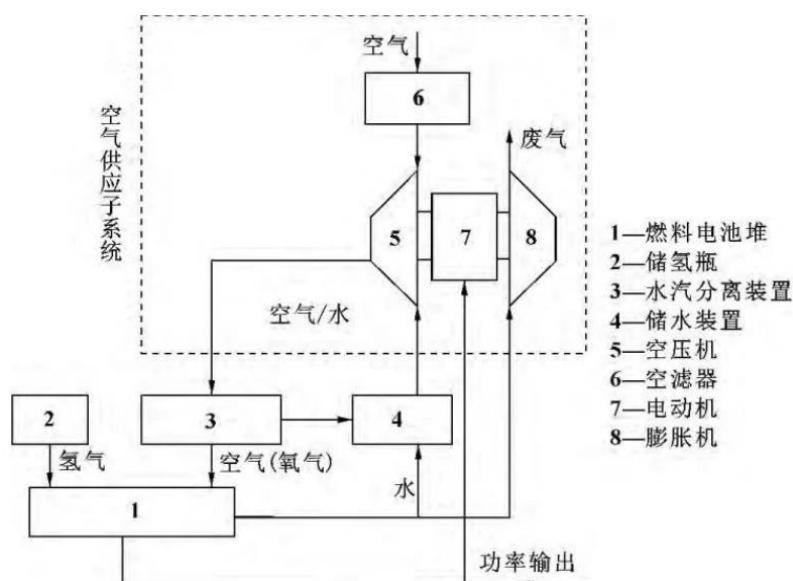 空气
6
空气供应子系统
废气
5
7
8
空气/水
1—燃料电池堆
2—储氢瓶
3—水汽分离装置
4—储水装置
5—空压机
6—空滤器
7—电动机
8—膨胀机
2
3
4
氢气
空气(氧气)
水
1
功率输出